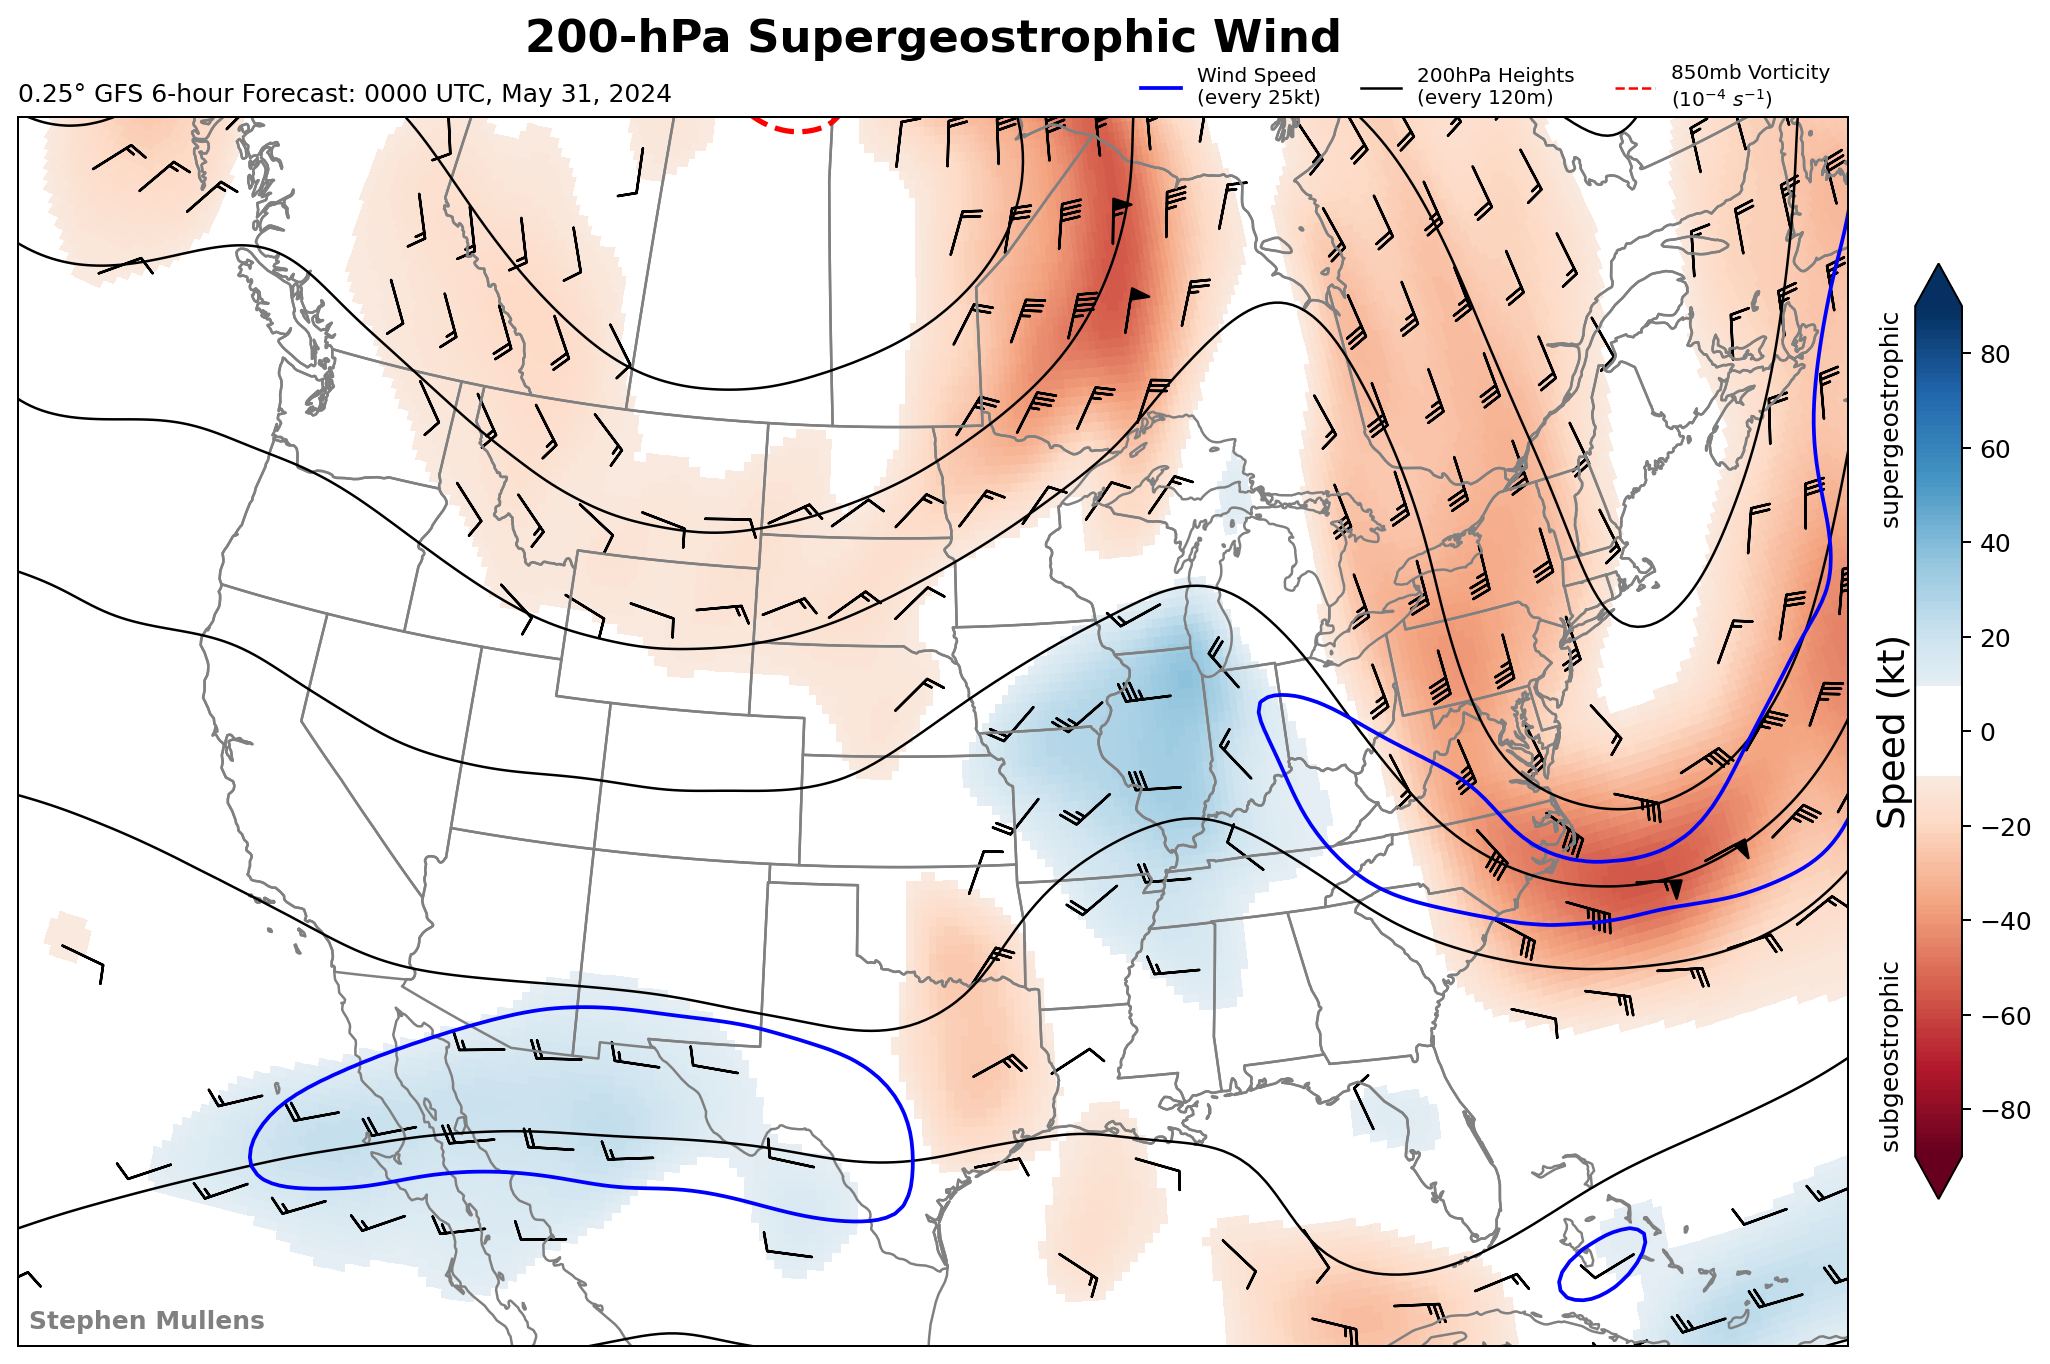 200-hPa Supergeostrophic Wind
0.25° GFS 6-hour Forecast: 0000 UTC, May 31, 2024
Wind Speed
(every 25kt)
200hPa Heights
(every 120m)
850mb Vorticity
(10⁻⁴ s⁻¹)
supergeostrophic
Speed (kt)
subgeostrophic
80
60
40
20
0
−20
−40
−60
−80
Stephen Mullens